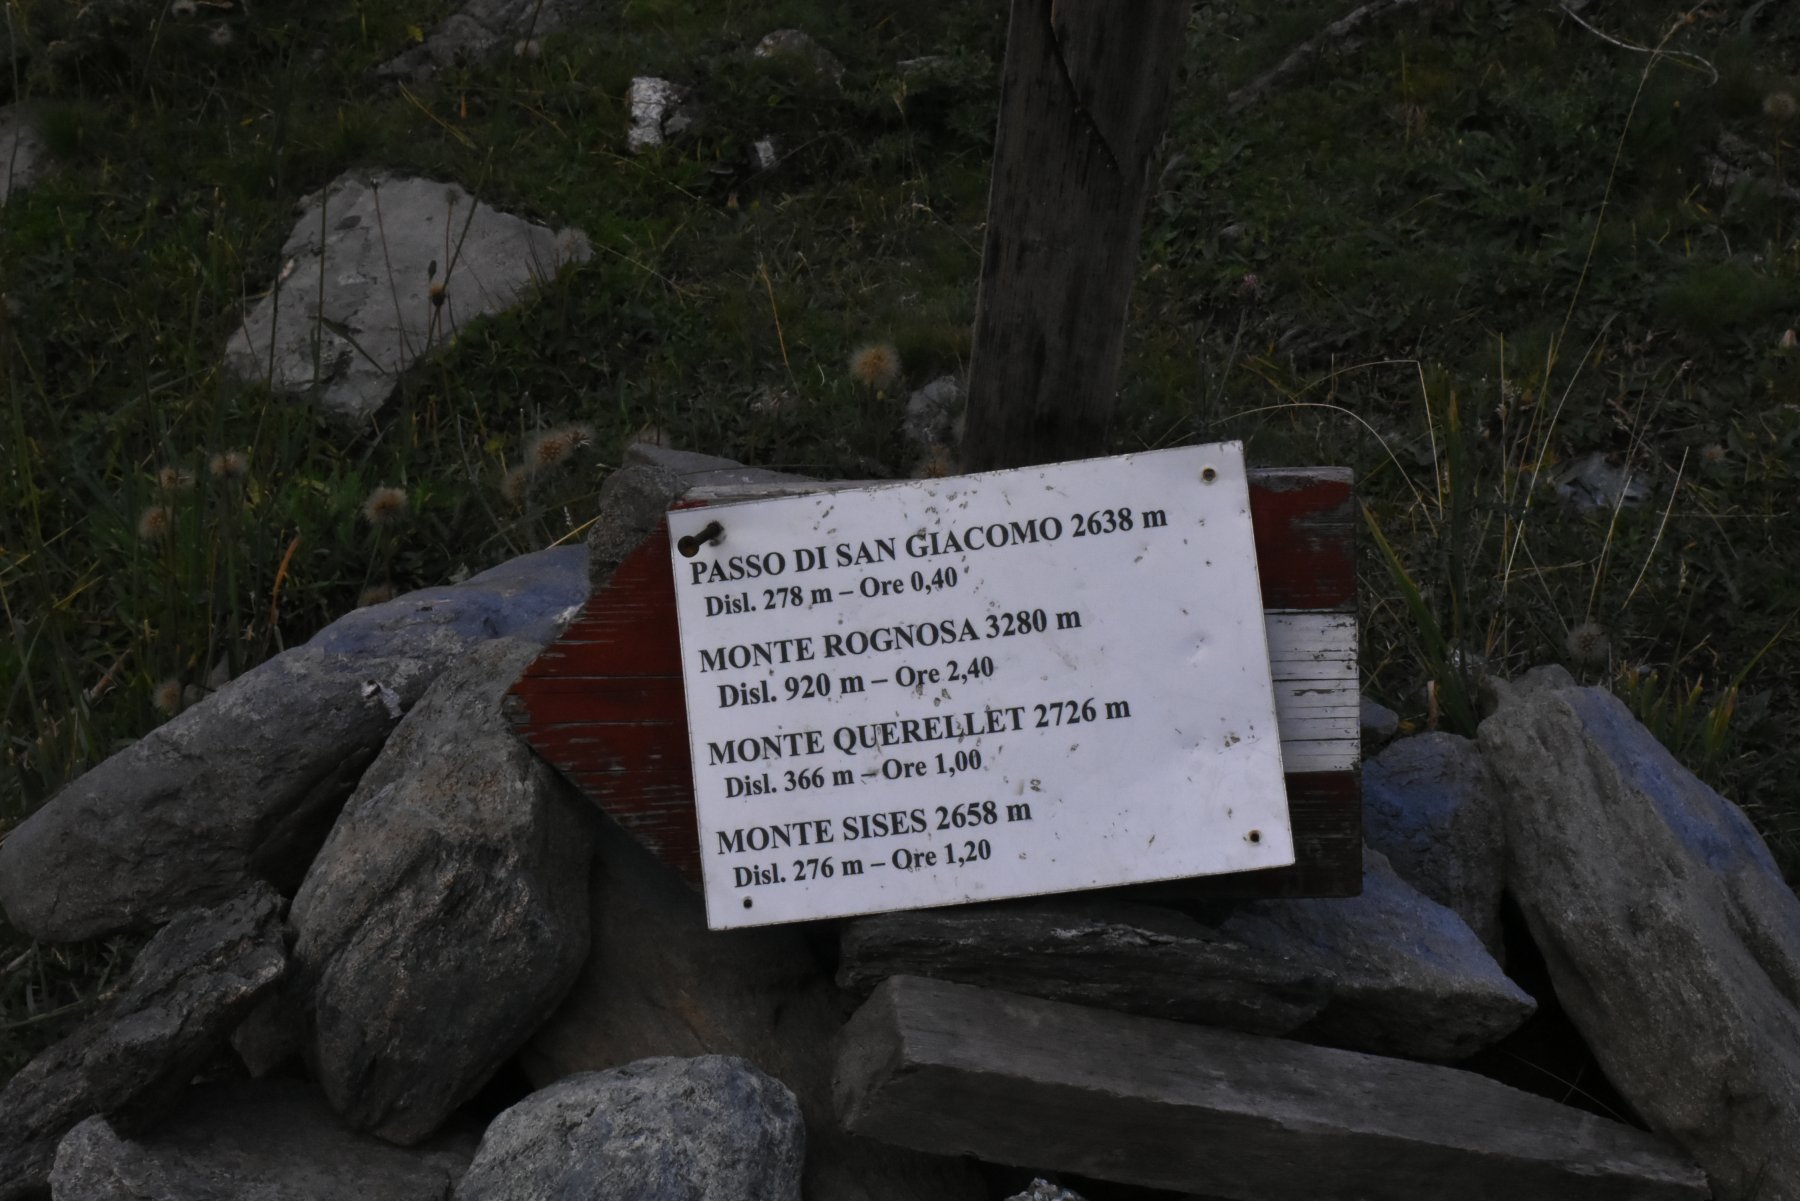 PASSO DI SAN GIACOMO 2638 m
Disl. 278 m – Ore 0,40
MONTE ROGNOSA 3280 m
Disl. 920 m – Ore 2,40
MONTE QUERELLET 2726 m
Disl. 366 m – Ore 1,00
MONTE SISES 2658 m
Disl. 276 m – Ore 1,20